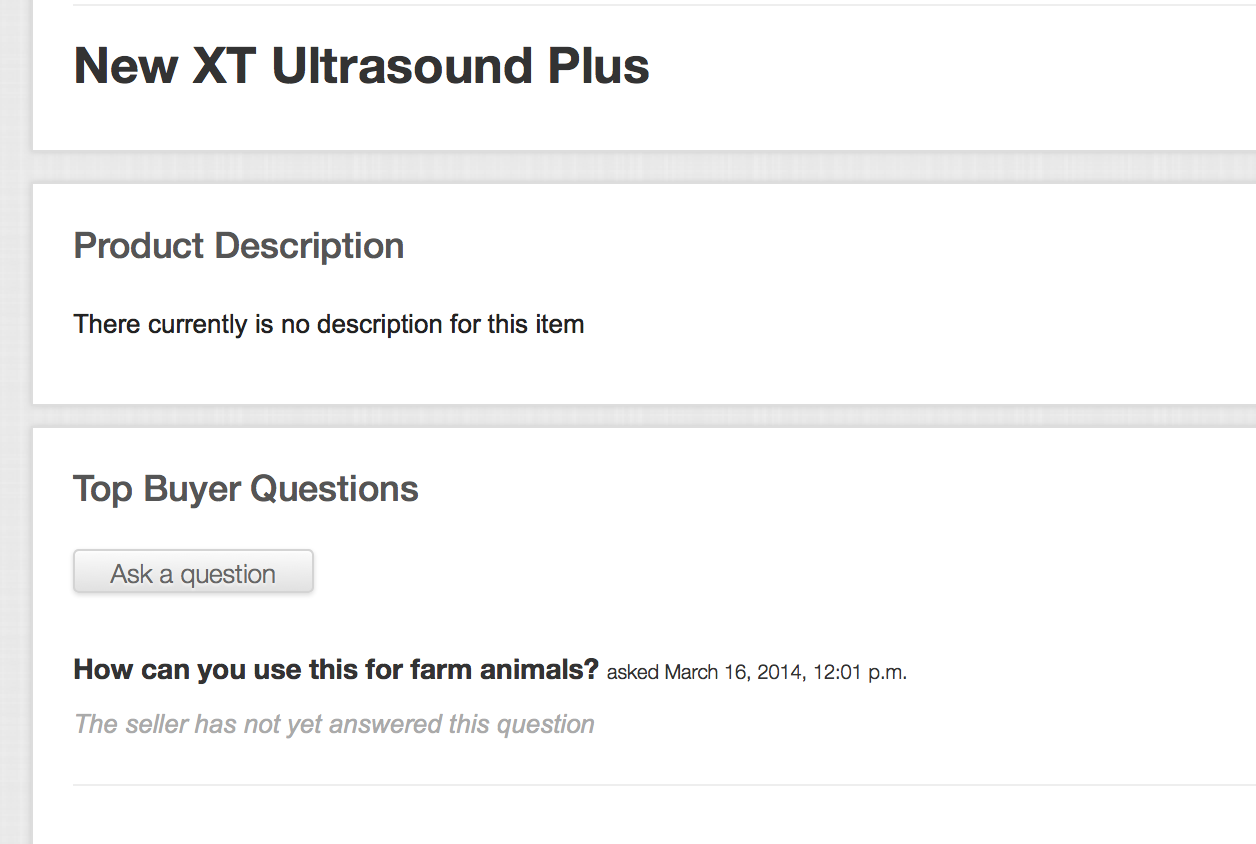 New XT Ultrasound Plus
Product Description
There currently is no description for this item
Top Buyer Questions
Ask a question
How can you use this for farm animals? asked March 16, 2014, 12:01 p.m.
The seller has not yet answered this question